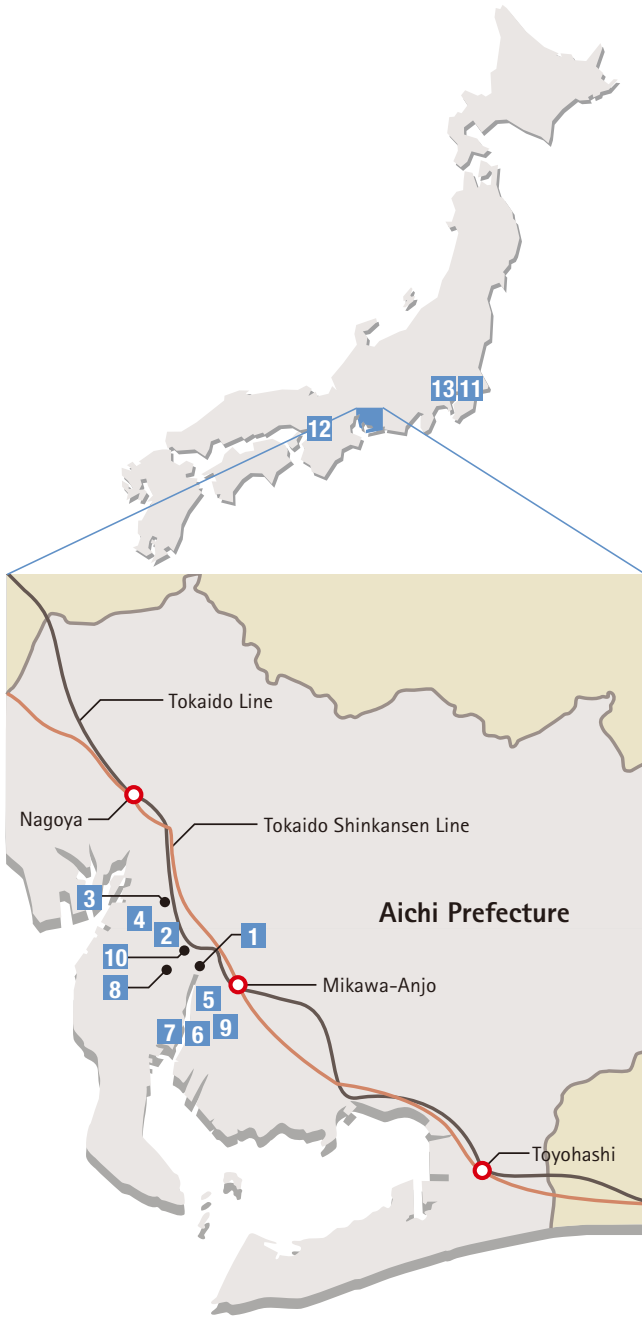 13 11
12
Tokaido Line
Nagoya
Tokaido Shinkansen Line
3
4
Aichi Prefecture
2
1
10
8
Mikawa-Anjo
5
7 6 9
Toyohashi